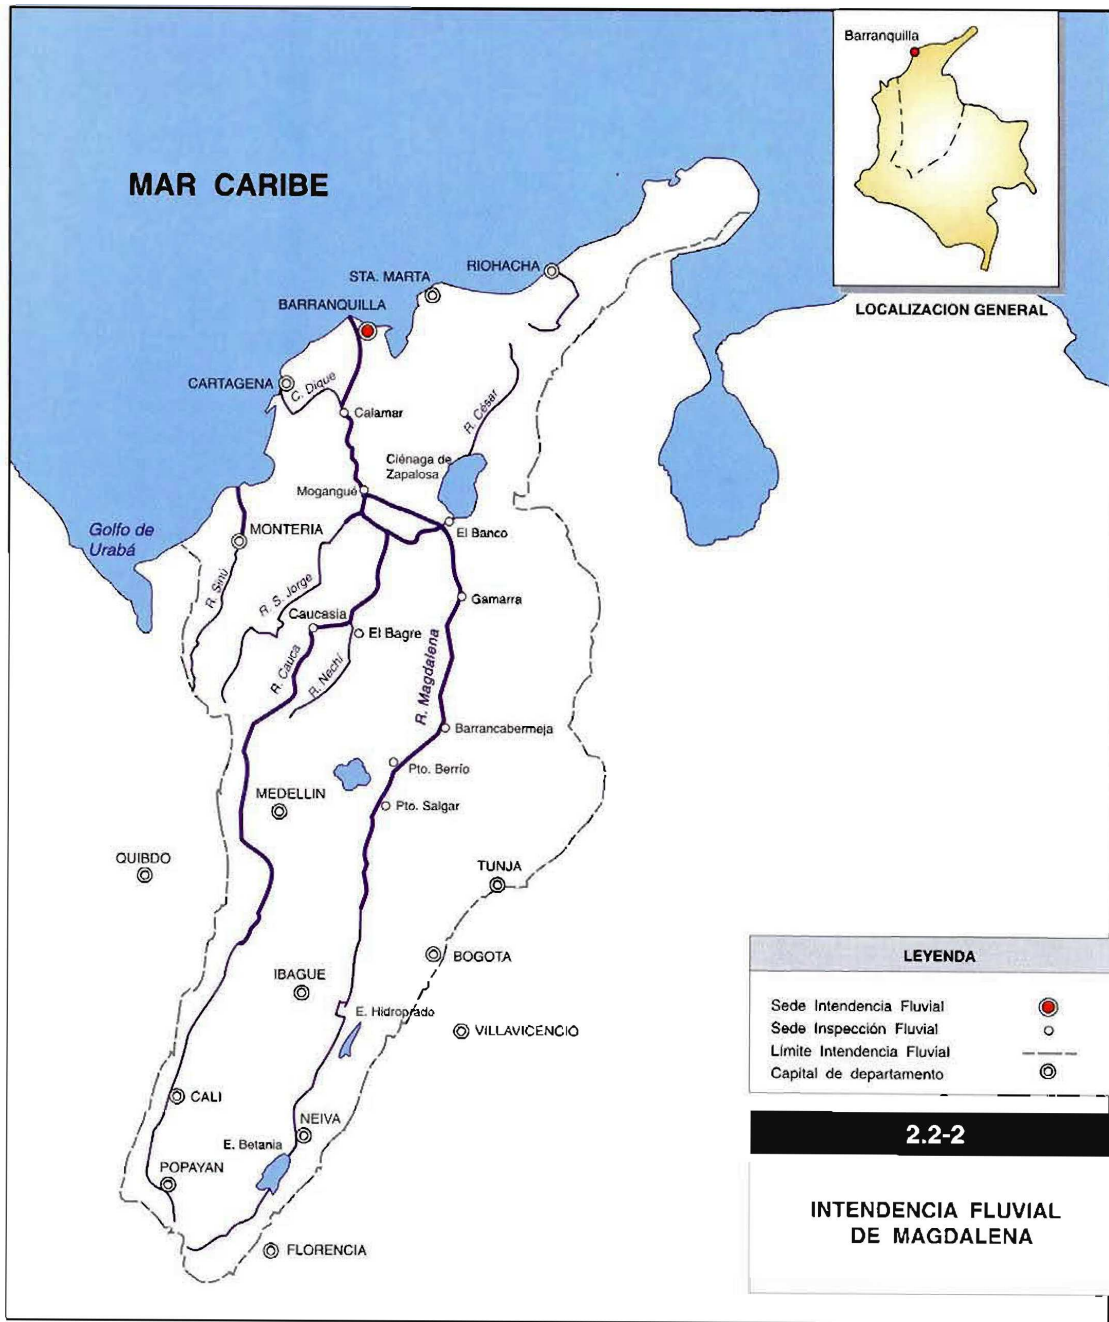 Barranquilla
LOCALIZACION GENERAL
MAR CARIBE
RIOHACHA
STA. MARTA
BARRANQUILLA
CARTAGENA
C. Dique
Calamar
R. César
Ciénaga de
Zapalosa
Mogangué
El Banco
Golfo de
Urabá
MONTERIA
R. Sinú
R. S. Jorge
Gamarra
Caucasia
El Bagre
R. Cauca
R. Nechí
R. Magdalena
Barrancabermeja
Pto. Berrío
MEDELLIN
Pto. Salgar
QUIBDO
TUNJA
BOGOTA
IBAGUE
E. Hidroprado
VILLAVICENCIO
CALI
NEIVA
E. Betania
POPAYAN
FLORENCIA
LEYENDA
Sede Intendencia Fluvial
Sede Inspección Fluvial
Límite Intendencia Fluvial
Capital de departamento
2.2-2
INTENDENCIA FLUVIAL
DE MAGDALENA